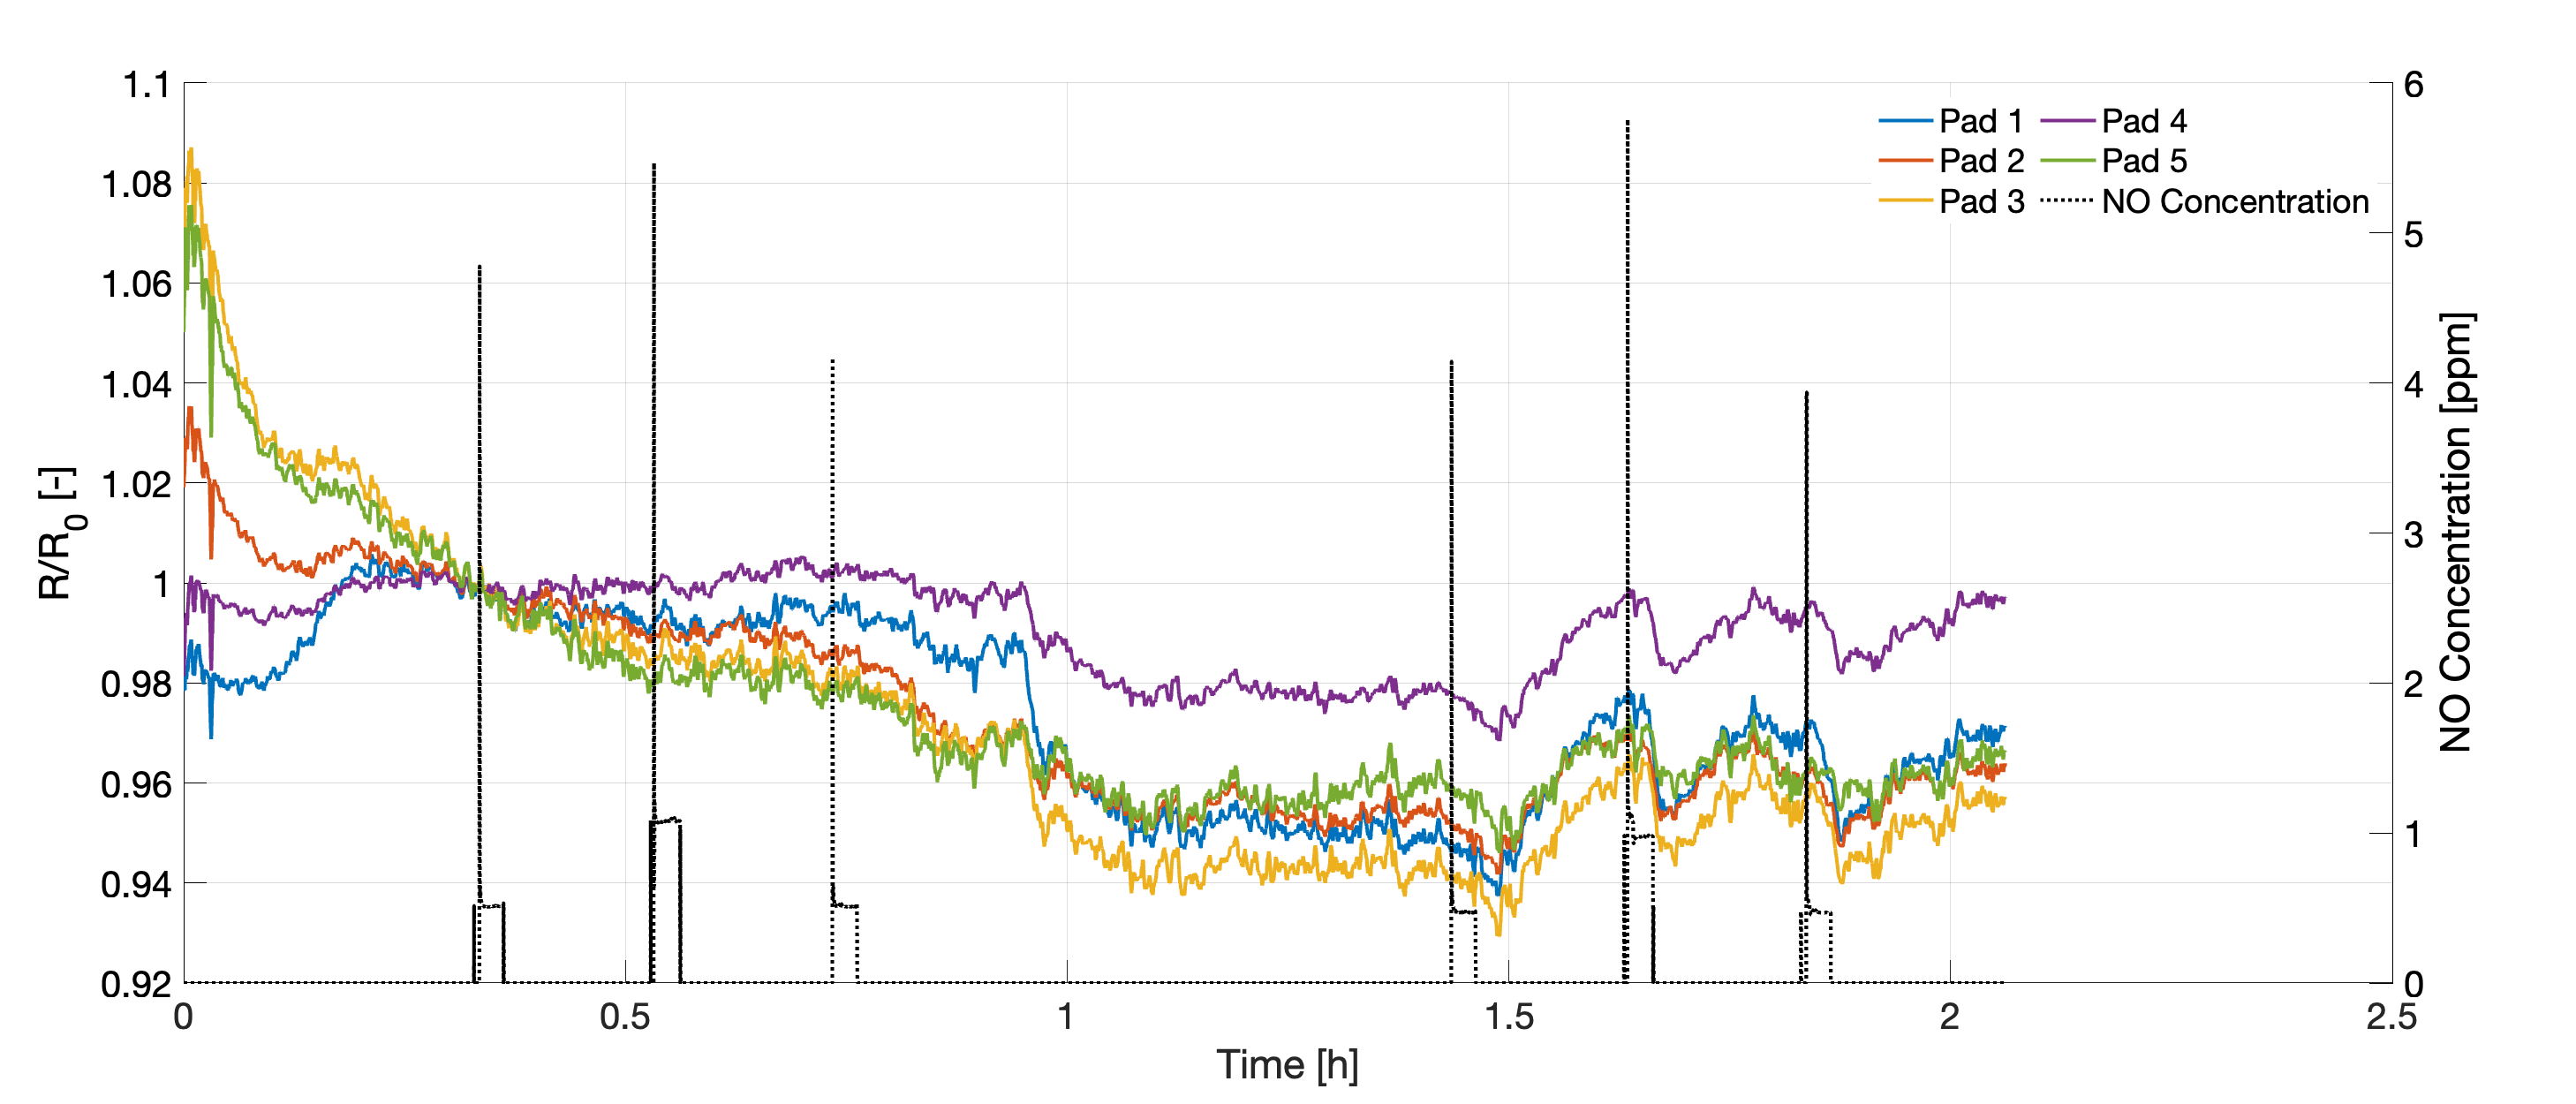 1.1
1.08
1.06
1.04
1.02
1
0.98
0.96
0.94
0.92
R/R₀ [-]
0
0.5
1
1.5
2
2.5
Time [h]
6
5
4
3
2
1
0
NO Concentration [ppm]
Pad 1
Pad 2
Pad 3
Pad 4
Pad 5
NO Concentration